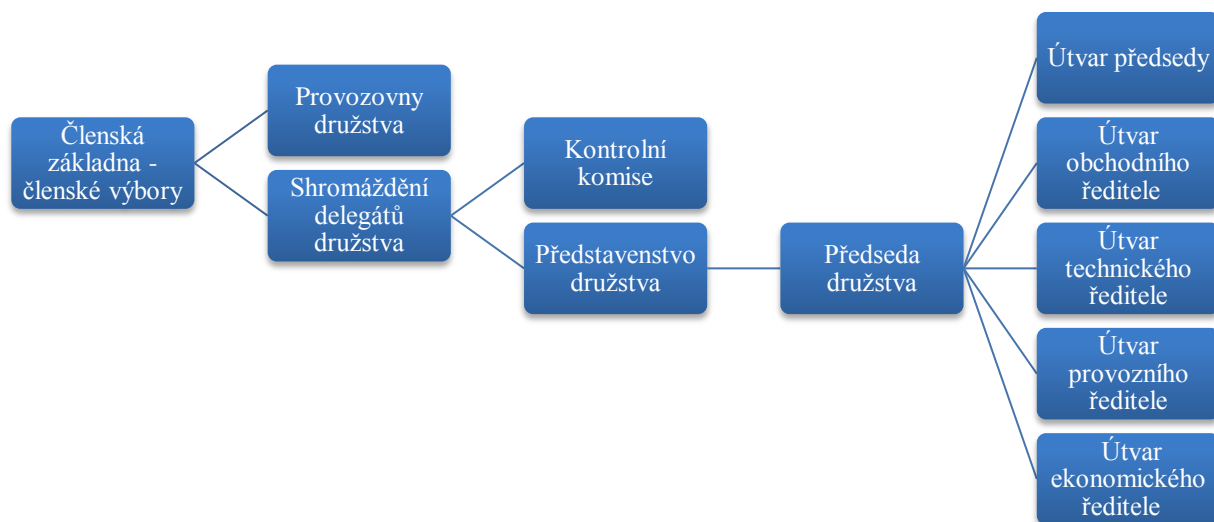 Členská
základna -
členské výbory
Provozovny
družstva
Shromáždění
delegátů
družstva
Kontrolní
komise
Představenstvo
družstva
Předseda
družstva
Útvar předsedy
Útvar
obchodního
ředitele
Útvar
technického
ředitele
Útvar
provozního
ředitele
Útvar
ekonomického
ředitele